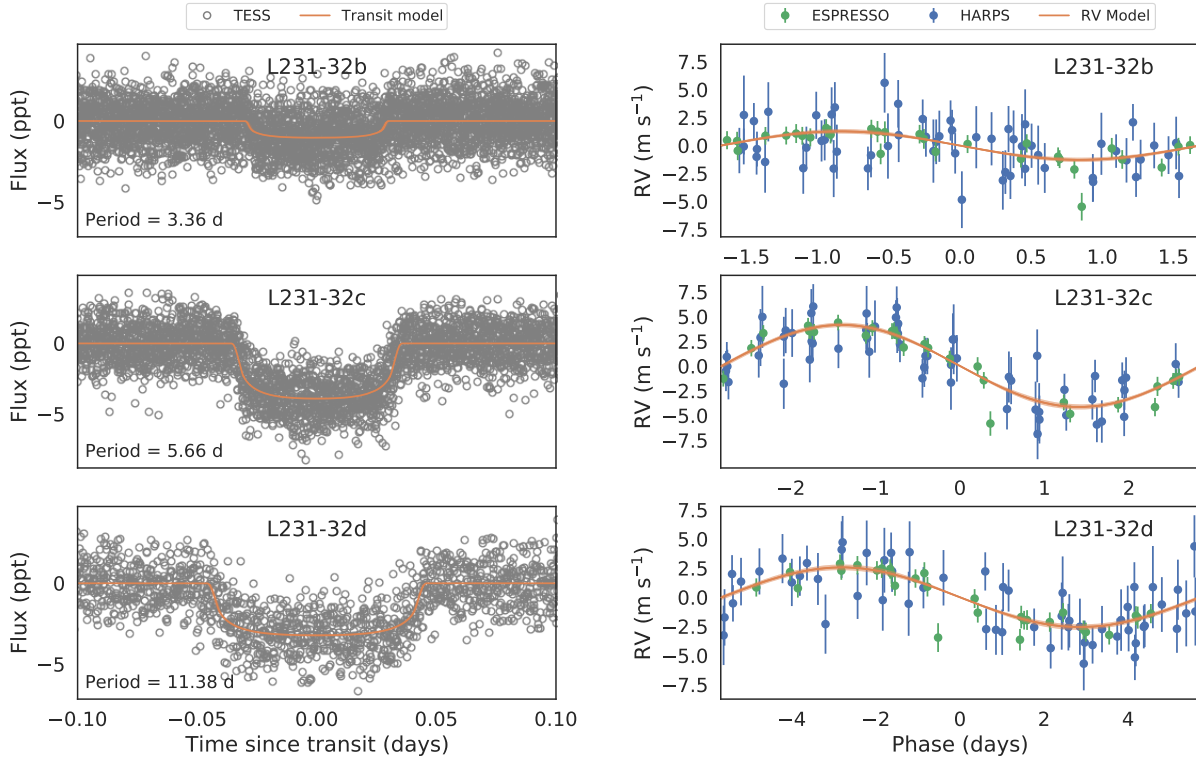 TESS Transit model
ESPRESSO HARPS RV Model
L231-32b
Flux (ppt)
0
−5
Period = 3.36 d
L231-32b
RV (m s⁻¹)
7.5
5.0
2.5
0.0
−2.5
−5.0
−7.5
−1.5 −1.0 −0.5 0.0 0.5 1.0 1.5
L231-32c
Flux (ppt)
0
−5
Period = 5.66 d
L231-32c
RV (m s⁻¹)
7.5
5.0
2.5
0.0
−2.5
−5.0
−7.5
−2 −1 0 1 2
L231-32d
Flux (ppt)
0
−5
Period = 11.38 d
−0.10 −0.05 0.00 0.05 0.10
Time since transit (days)
L231-32d
RV (m s⁻¹)
7.5
5.0
2.5
0.0
−2.5
−5.0
−7.5
−4 −2 0 2 4
Phase (days)